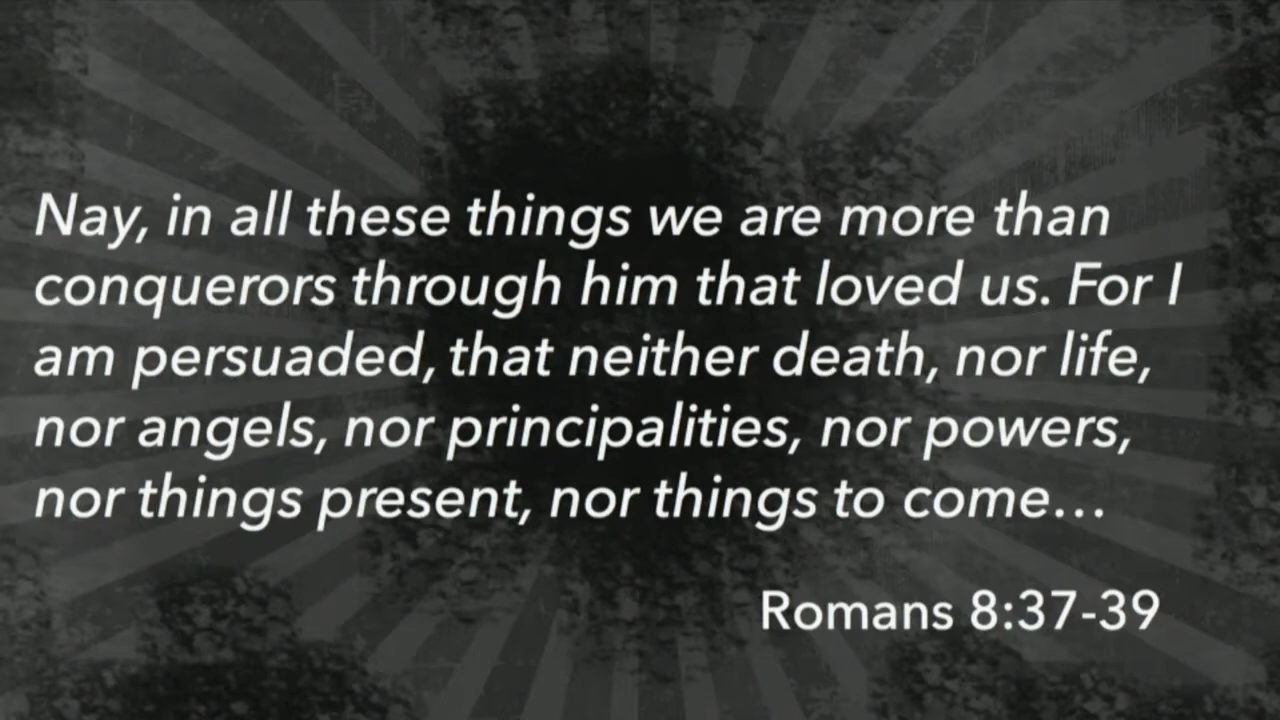 Nay, in all these things we are more than
conquerors through him that loved us. For I
am persuaded, that neither death, nor life,
nor angels, nor principalities, nor powers,
nor things present, nor things to come…
Romans 8:37-39